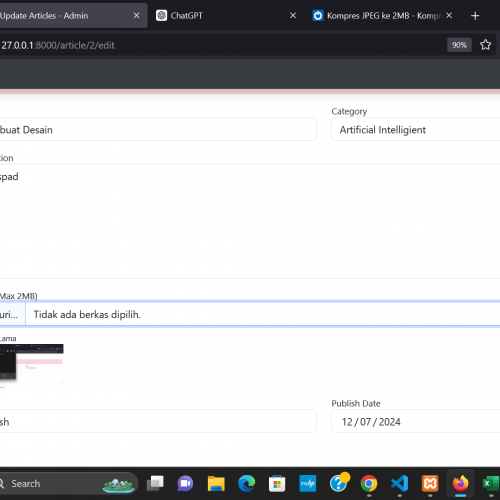 Update Articles - Admin
ChatGPT
Kompres JPEG ke 2MB - Kompr
127.0.0.1:8000/article/2/edit
90%
Category
buat Desain
Artificial Intelligient
tion
spad
(Max 2MB)
uri...
Tidak ada berkas dipilih.
Lama
Publish Date
sh
12 / 07 / 2024
Search